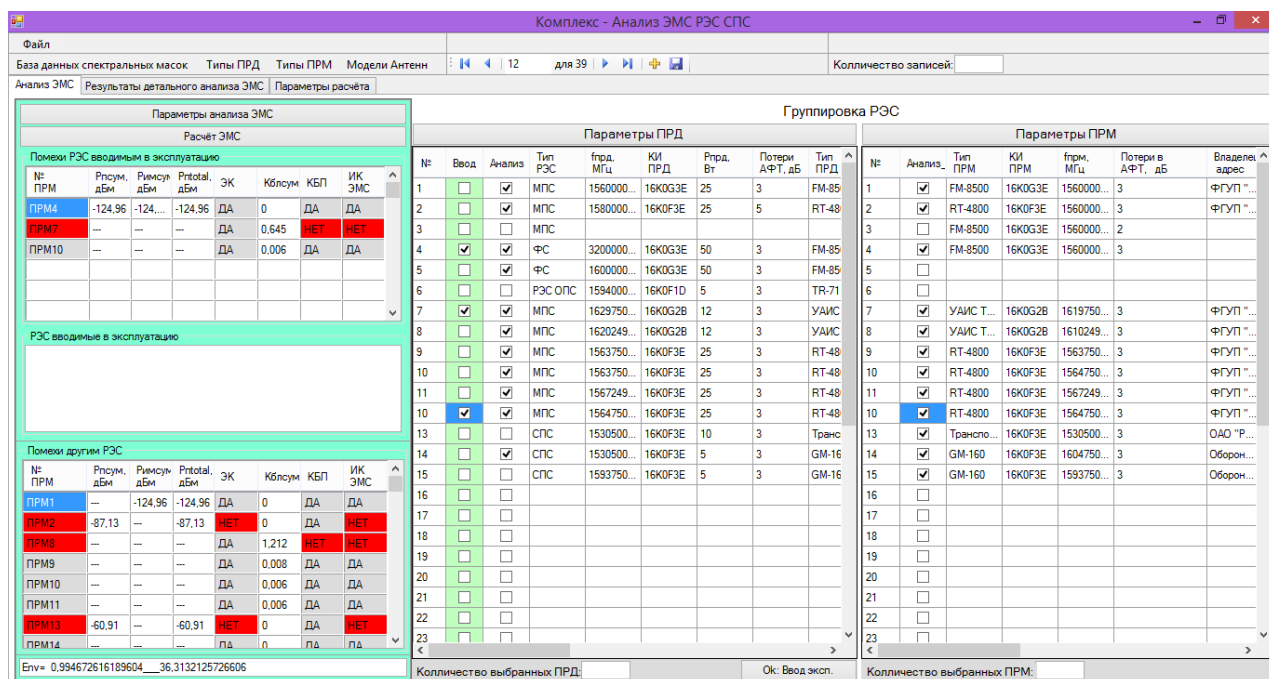 Комплекс - Анализ ЭМС РЭС СПС
Файл
База данных спектральных масок Типы ПРД Типы ПРМ Модели Антенн 12 для 39 Колличество записей:
Анализ ЭМС Результаты детального анализа ЭМС Параметры расчёта
Параметры анализа ЭМС
Расчёт ЭМС
Помехи РЭС вводимым в эксплуатацию
№ ПРМ Рпсум, дБм Римсум дБм Pntotal, дБм ЭК Кблсум КБП ИК ЭМС
ПРМ4 -124,96 -124,... -124,96 ДА 0 ДА ДА
ПРМ7 --- --- --- ДА 0,645 НЕТ НЕТ
ПРМ10 --- --- --- ДА 0,006 ДА ДА
РЭС вводимые в эксплуатацию
Помехи другим РЭС
№ ПРМ Рпсум, дБм Римсум дБм Pntotal, дБм ЭК Кблсум КБП ИК ЭМС
ПРМ1 --- -124,96 -124,96 ДА 0 ДА ДА
ПРМ2 -87,13 --- -87,13 НЕТ 0 ДА НЕТ
ПРМ8 --- --- --- ДА 1,212 НЕТ НЕТ
ПРМ9 --- --- --- ДА 0,008 ДА ДА
ПРМ10 --- --- --- ДА 0,006 ДА ДА
ПРМ11 --- --- --- ДА 0,006 ДА ДА
ПРМ13 -60,91 --- -60,91 НЕТ 0 ДА НЕТ
ПРМ14 --- --- --- ДА 0 ДА ДА
Env= 0,994672616189604___36,3132125726606
Группировка РЭС
Параметры ПРД
№ Ввод Анализ Тип РЭС fпрд, МГц КИ ПРД Рпрд, Вт Потери АФТ, дБ Тип ПРД
1 МПС 1560000... 16K0G3E 25 3 FM-85
2 МПС 1580000... 16K0F3E 25 5 RT-48
3 МПС
4 ФС 3200000... 16K0G3E 50 3 FM-85
5 ФС 1600000... 16K0G3E 50 3 FM-85
6 РЭС ОПС 1594000... 16K0F1D 5 3 TR-71
7 МПС 1629750... 16K0G2B 12 3 УАИС
8 МПС 1620249... 16K0G2B 12 3 УАИС
9 МПС 1563750... 16K0F3E 25 3 RT-48
10 МПС 1563750... 16K0F3E 25 3 RT-48
11 МПС 1567249... 16K0F3E 25 3 RT-48
10 МПС 1564750... 16K0F3E 25 3 RT-48
13 СПС 1530500... 16K0F3E 10 3 Транс
14 СПС 1530500... 16K0F3E 5 3 GM-16
15 СПС 1593750... 16K0F3E 5 3 GM-16
16
17
18
19
20
21
22
23
Колличество выбранных ПРД: Ok: Ввод эксп.
Параметры ПРМ
№ Анализ_ Тип ПРМ КИ ПРМ fпрм, МГц Потери в АФТ, дБ Владелец адрес
1 FM-8500 16K0G3E 1560000... 3 ФГУП "...
2 RT-4800 16K0F3E 1560000... 3 ФГУП "...
3 FM-8500 16K0G3E 1560000... 2
4 FM-8500 16K0G3E 1560000... 3
5
6
7 УАИС Т... 16K0G2B 1619750... 3 ФГУП "...
8 УАИС Т... 16K0G2B 1610249... 3 ФГУП "...
9 RT-4800 16K0F3E 1563750... 3 ФГУП "...
10 RT-4800 16K0F3E 1564750... 3 ФГУП "...
11 RT-4800 16K0F3E 1567249... 3 ФГУП "...
10 RT-4800 16K0F3E 1564750... 3 ФГУП "...
13 Транспо... 16K0F3E 1530500... 3 ОАО "Р...
14 GM-160 16K0F3E 1604750... 3 Оборон...
15 GM-160 16K0F3E 1593750... 3 Оборон...
16
17
18
19
20
21
22
23
Колличество выбранных ПРМ: